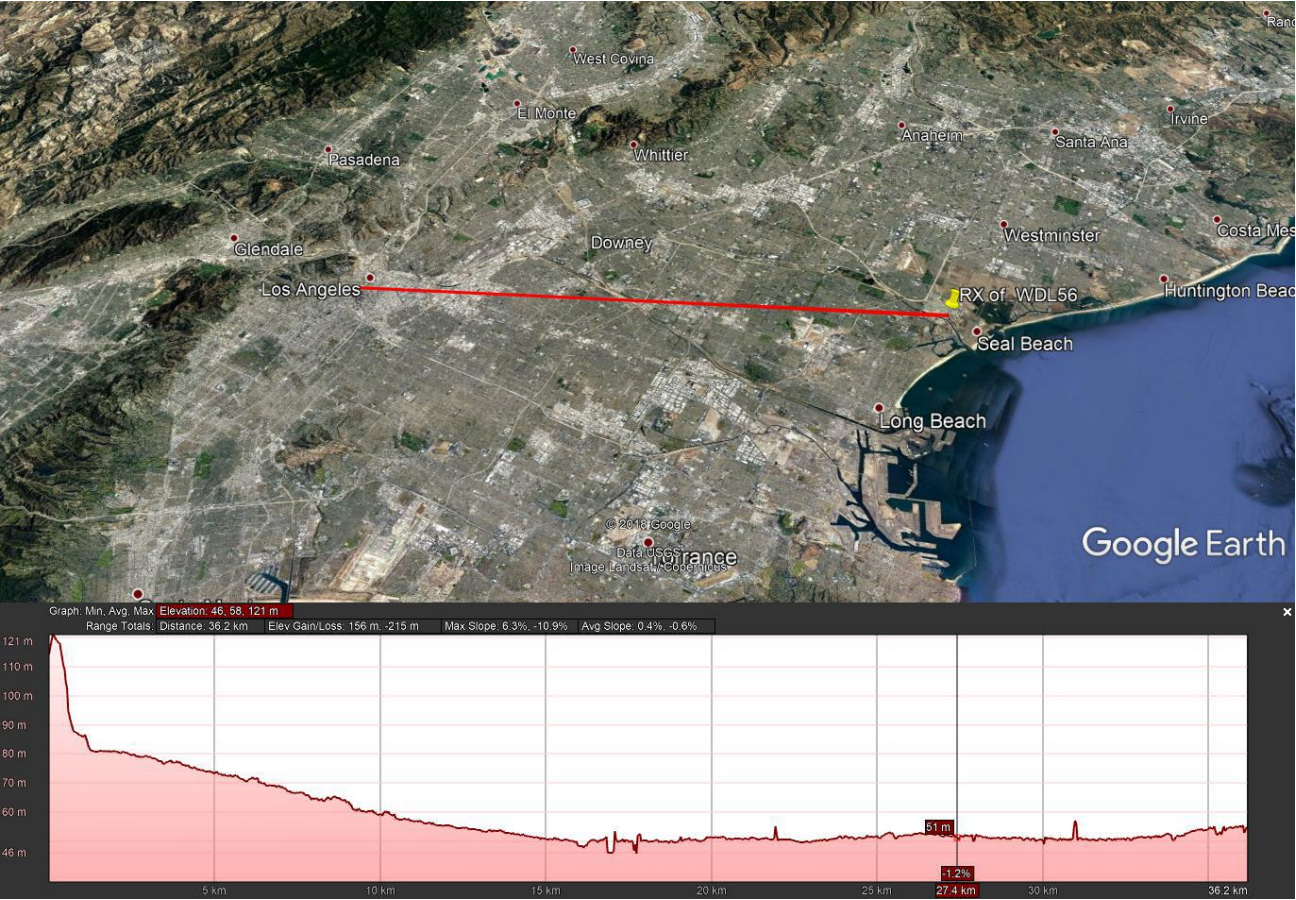 Ranc
West Covina
El Monte
Irvine
Anaheim
Santa Ana
Whittier
Pasadena
Costa Mes
Westminster
Downey
Glendale
Los Angeles
RX of WDL56
Huntington Beac
Seal Beach
Long Beach
© 2018 Google
Data USGS
Torrance
Image Landsat / Copernicus
Google Earth
Graph: Min, Avg, Max Elevation: 46, 58, 121 m
Range Totals: Distance: 36.2 km Elev Gain/Loss: 156 m, -215 m Max Slope: 6.3%, -10.9% Avg Slope: 0.4%, -0.6%
121 m
110 m
100 m
90 m
80 m
70 m
60 m
51 m
46 m
-1.2%
5 km 10 km 15 km 20 km 25 km 27.4 km 30 km 36.2 km